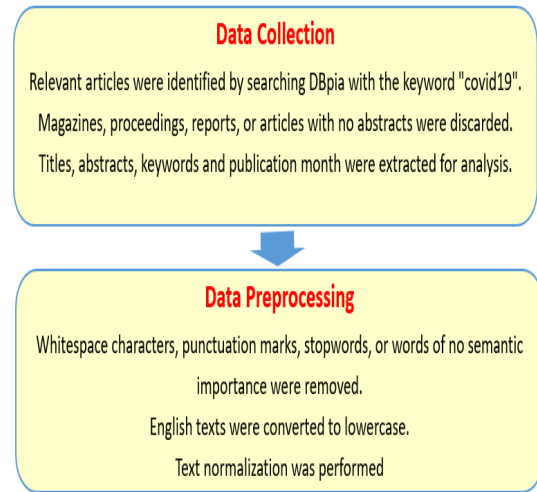 Data Collection
Relevant articles were identified by searching DBpia with the keyword "covid19".
Magazines, proceedings, reports, or articles with no abstracts were discarded.
Titles, abstracts, keywords and publication month were extracted for analysis.
Data Preprocessing
Whitespace characters, punctuation marks, stopwords, or words of no semantic
importance were removed.
English texts were converted to lowercase.
Text normalization was performed